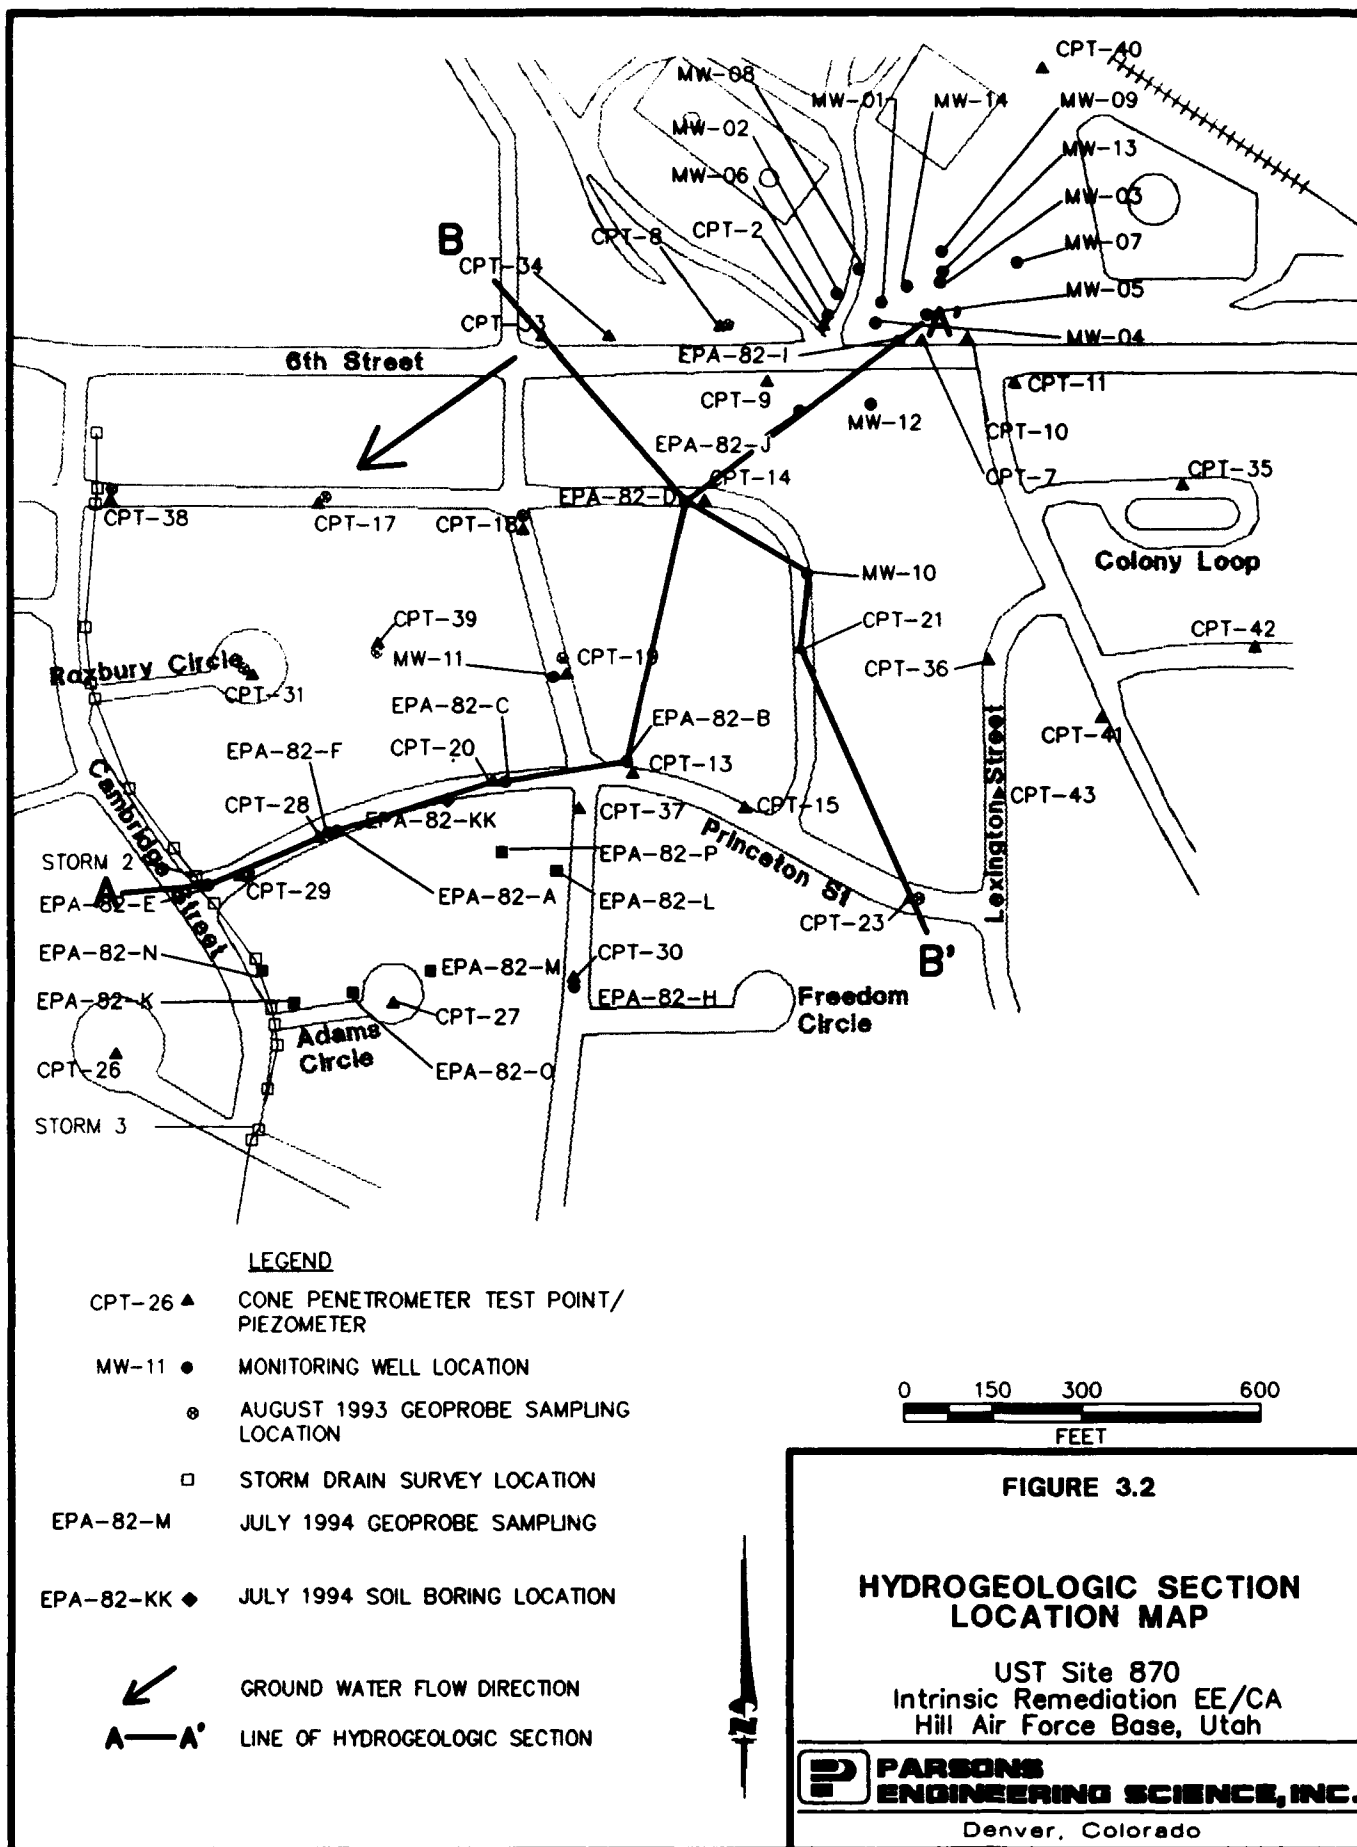 CPT-40
MW-08
MW-01
MW-14
MW-09
MW-02
MW-13
MW-06
MW-03
B
CPT-8
CPT-2
MW-07
CPT-34
MW-05
CPT-33
A'
MW-04
6th Street
EPA-82-I
CPT-9
CPT-11
MW-12
CPT-10
EPA-82-J
CPT-14
CPT-7
CPT-35
EPA-82-D
CPT-38
CPT-17
CPT-18
Colony Loop
MW-10
CPT-39
CPT-21
CPT-42
MW-11
CPT-19
CPT-36
Roxbury Circle
CPT-31
EPA-82-C
EPA-82-B
CPT-41
EPA-82-F
CPT-20
CPT-13
Lexington Street
Cambridge Street
CPT-28
EPA-82-KK
CPT-37
CPT-15
CPT-43
Princeton St
STORM 2
EPA-82-P
A
EPA-82-E
CPT-29
EPA-82-A
EPA-82-L
CPT-23
EPA-82-N
EPA-82-M
CPT-30
B'
EPA-82-K
EPA-82-H
Freedom
Circle
CPT-27
Adams
Circle
CPT-26
EPA-82-O
STORM 3
LEGEND
CPT-26 CONE PENETROMETER TEST POINT/
PIEZOMETER
MW-11 MONITORING WELL LOCATION
AUGUST 1993 GEOPROBE SAMPLING
LOCATION
STORM DRAIN SURVEY LOCATION
EPA-82-M JULY 1994 GEOPROBE SAMPLING
EPA-82-KK JULY 1994 SOIL BORING LOCATION
GROUND WATER FLOW DIRECTION
A A' LINE OF HYDROGEOLOGIC SECTION
0 150 300 600
FEET
N
FIGURE 3.2
HYDROGEOLOGIC SECTION
LOCATION MAP
UST Site 870
Intrinsic Remediation EE/CA
Hill Air Force Base, Utah
PARSONS
ENGINEERING SCIENCE, INC.
Denver, Colorado